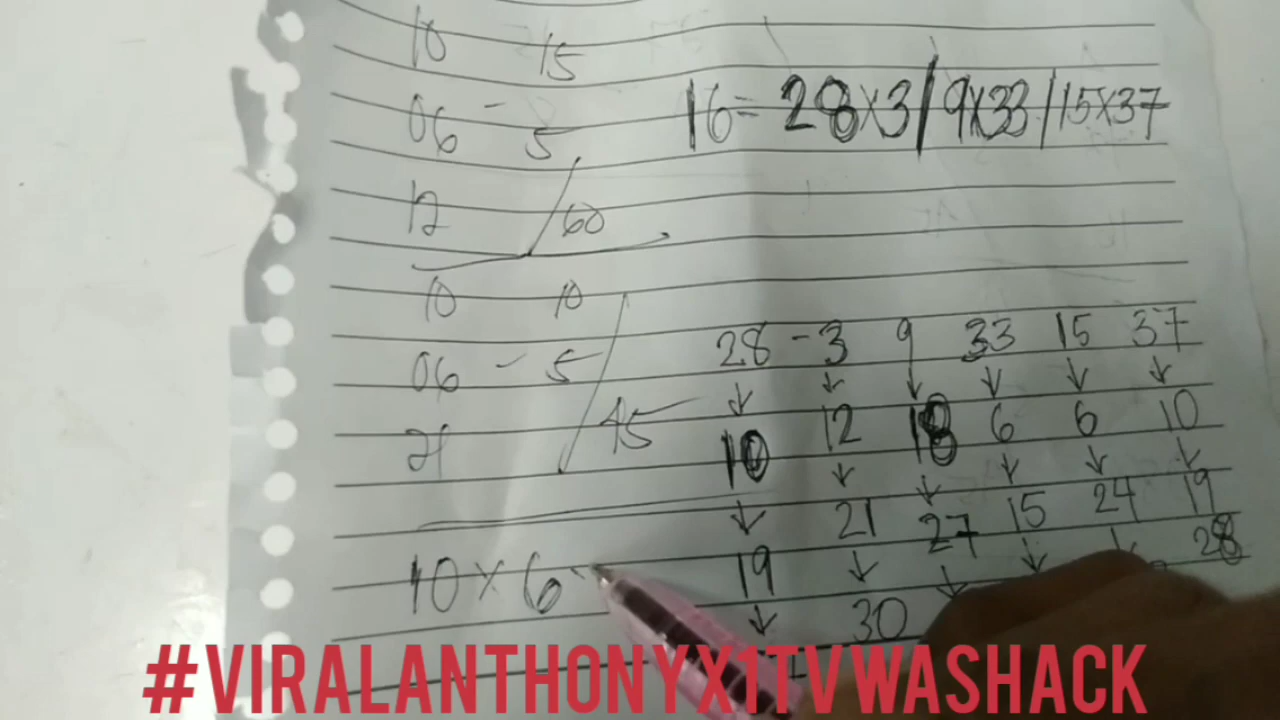 10 15
06 - 5
12 / 60
10 10
06 - 5
21 / 45
10 x 6 -
16 = 28x3/9x33/15x37
28 - 3 9 33 15 37
↓ ↓ ↓ ↓ ↓ ↓
10 12 18 6 6 10
↓ ↓ ↓ ↓ ↓ ↓
19 21 27 15 24 19
↓ ↓ ↓ ↓ ↓ 28
30
#VIRALANTHONYX1TVWASHACK